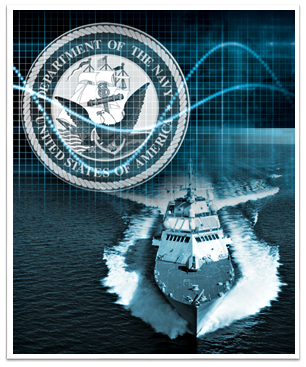 DEPARTMENT OF THE NAVY
UNITED STATES OF AMERICA